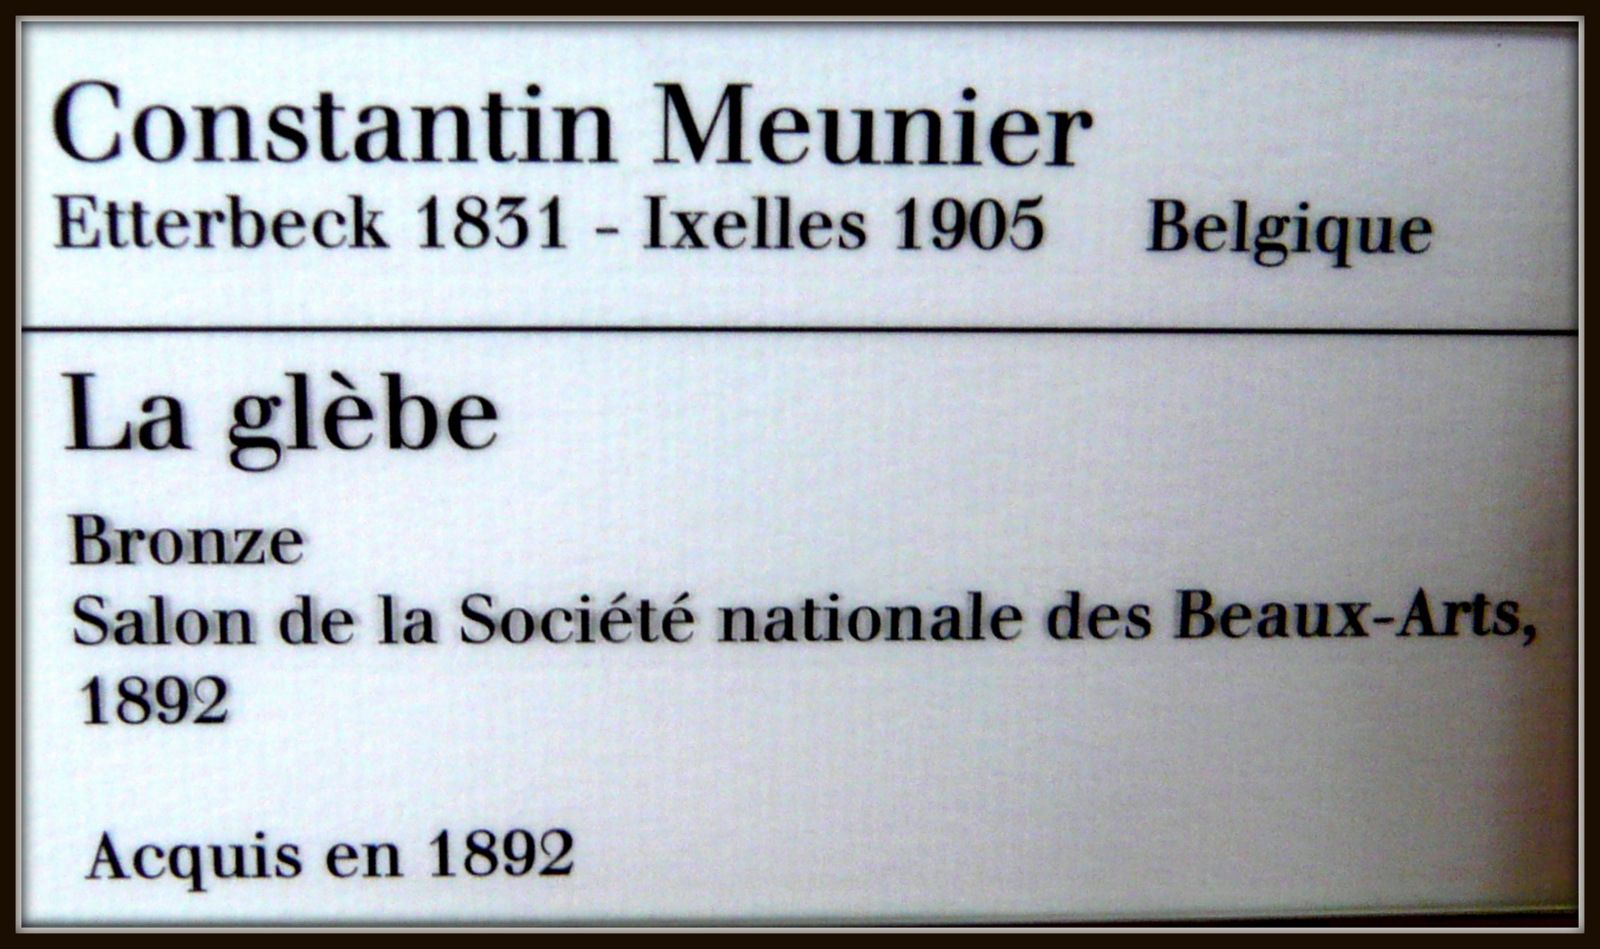 Constantin Meunier
Etterbeck 1831 - Ixelles 1905 Belgique
La glèbe
Bronze
Salon de la Société nationale des Beaux-Arts,
1892
Acquis en 1892